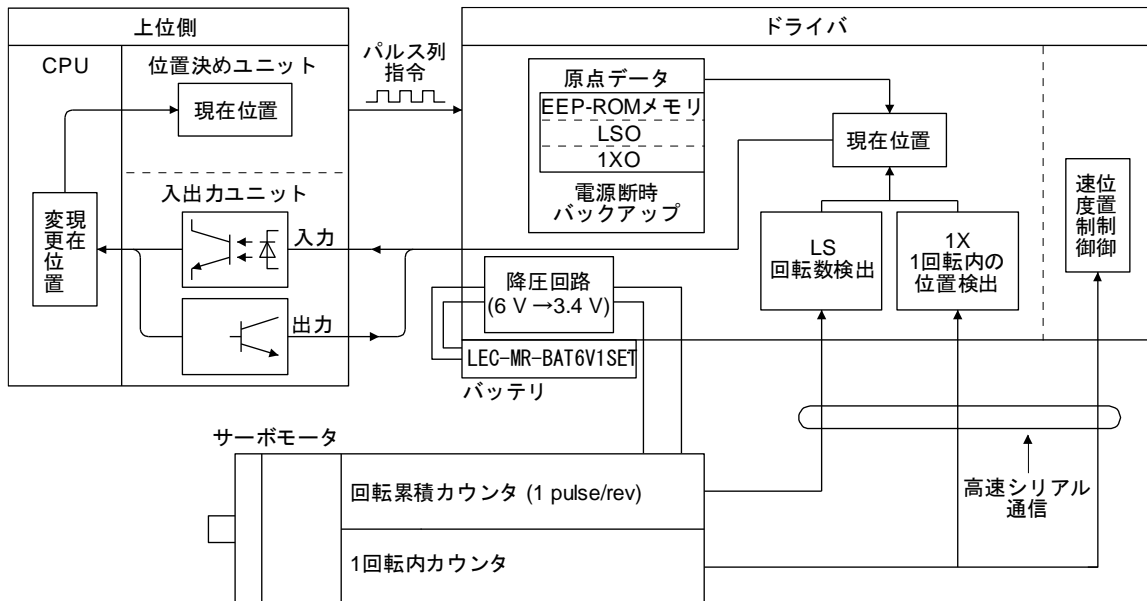 上位側
CPU
位置決めユニット
現在位置
入出力ユニット
現在
位置
変更
入力
出力
パルス列
指令
ドライバ
原点データ
EEP-ROMメモリ
LSO
1XO
電源断時
バックアップ
現在位置
LS
回転数検出
1X
1回転内の
位置検出
位置制御
速度制御
降圧回路
(6 V →3.4 V)
LEC-MR-BAT6V1SET
バッテリ
サーボモータ
回転累積カウンタ (1 pulse/rev)
1回転内カウンタ
高速シリアル
通信